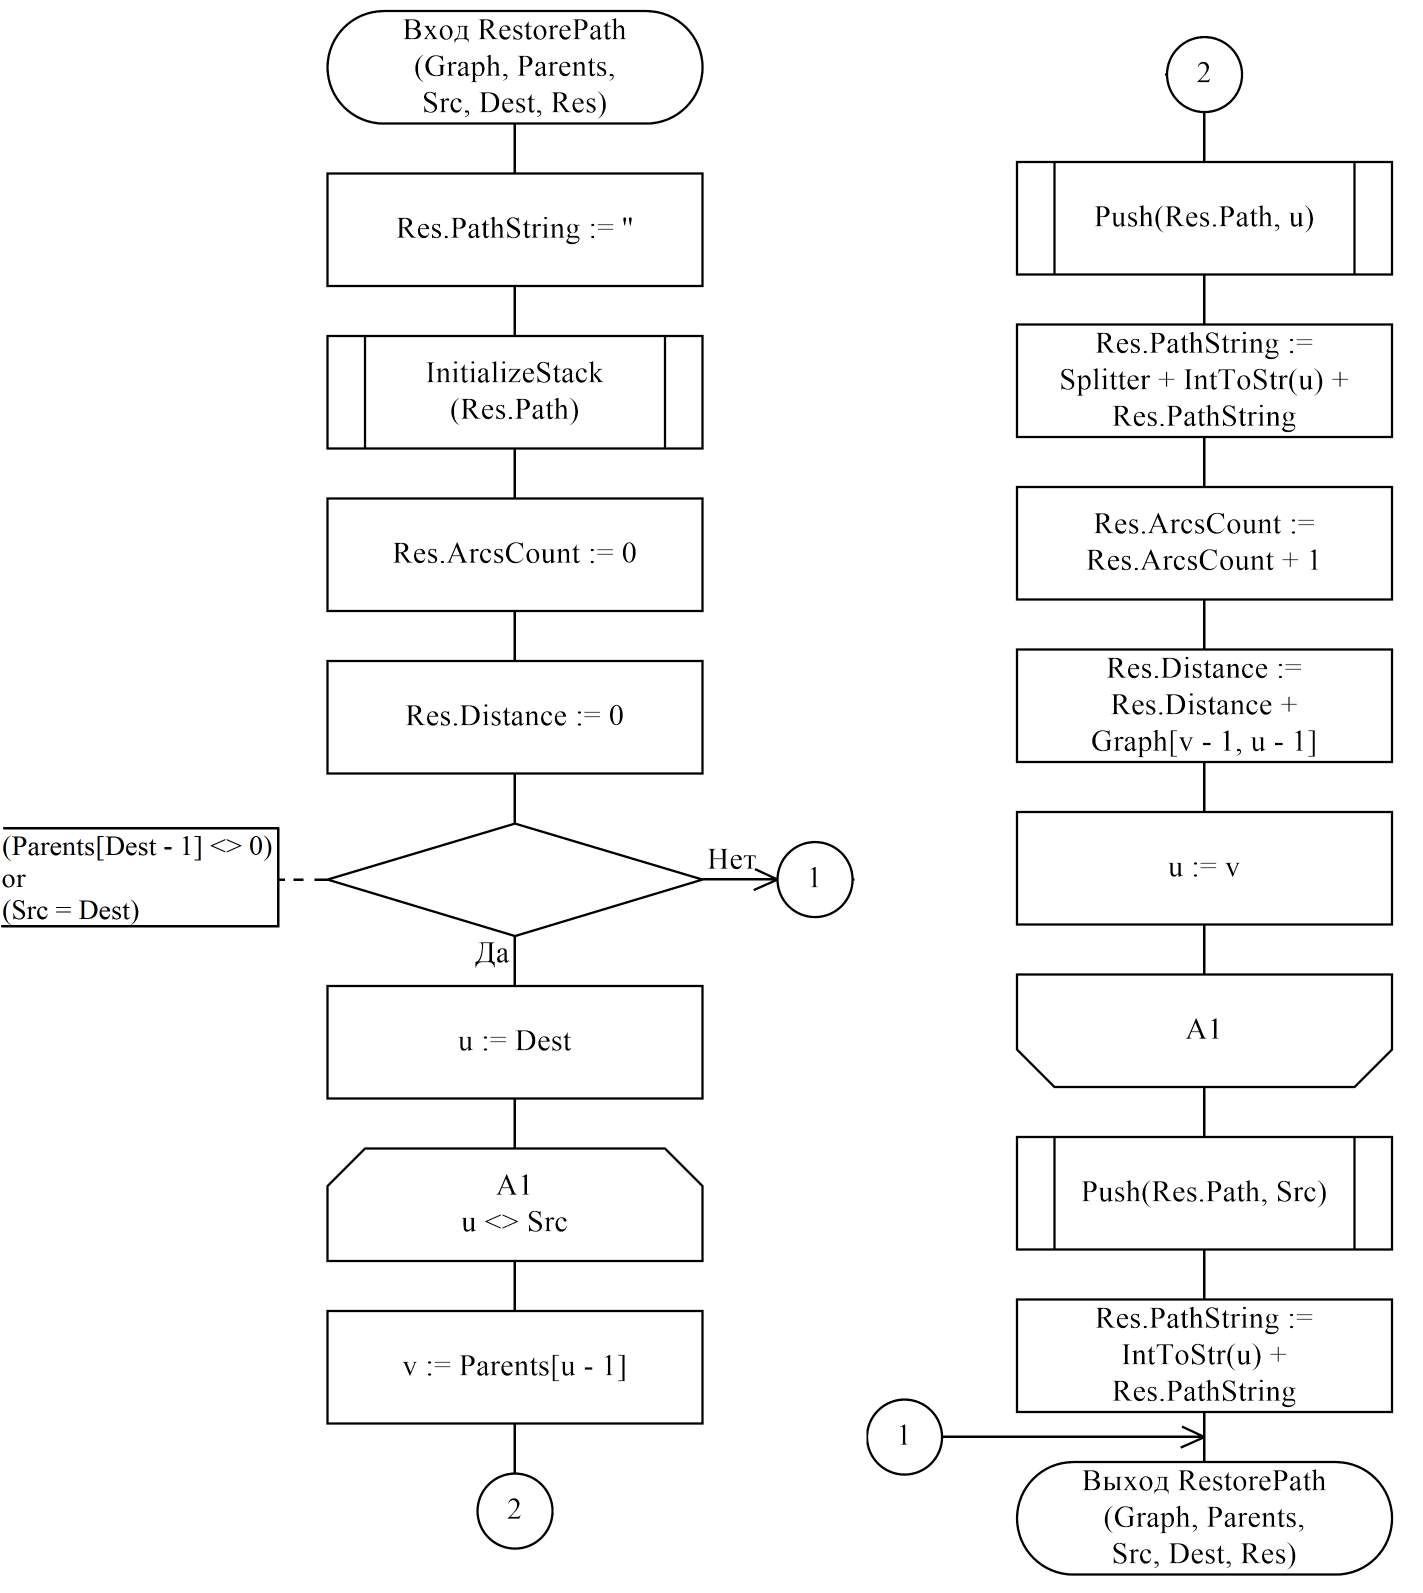 Вход RestorePath
(Graph, Parents,
Src, Dest, Res)
Res.PathString := ''
InitializeStack
(Res.Path)
Res.ArcsCount := 0
Res.Distance := 0
(Parents[Dest - 1] <> 0)
or
(Src = Dest)
Нет
1
Да
u := Dest
A1
u <> Src
v := Parents[u - 1]
2
2
Push(Res.Path, u)
Res.PathString :=
Splitter + IntToStr(u) +
Res.PathString
Res.ArcsCount :=
Res.ArcsCount + 1
Res.Distance :=
Res.Distance +
Graph[v - 1, u - 1]
u := v
A1
Push(Res.Path, Src)
Res.PathString :=
IntToStr(u) +
Res.PathString
1
Выход RestorePath
(Graph, Parents,
Src, Dest, Res)